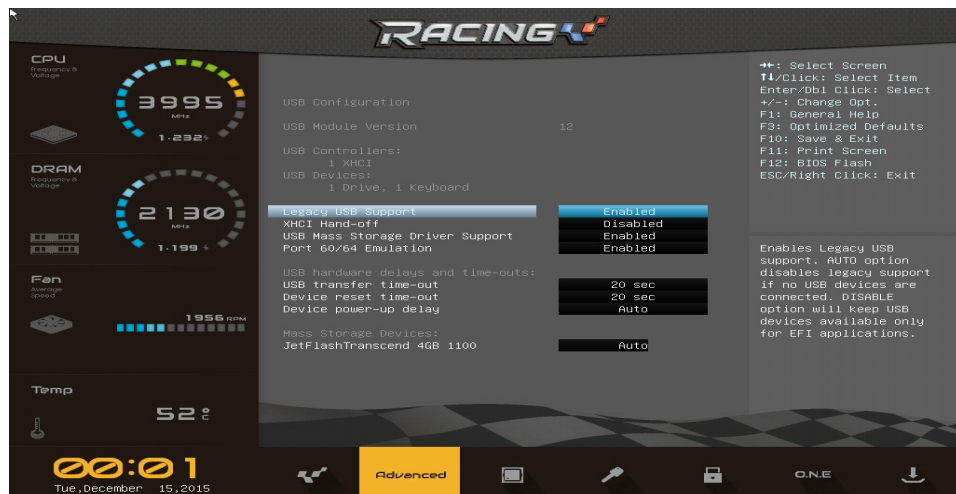 RACING
CPU
Frequency &
Voltage
3995
MHz
1.232 V
DRAM
Frequency &
Voltage
2130
MHz
1.199 V
Fan
Average
Speed
1956 RPM
Temp
52 °C
00:01
Tue,December 15,2015
USB Configuration
USB Module Version 12
USB Controllers:
1 XHCI
USB Devices:
1 Drive, 1 Keyboard
Legacy USB Support Enabled
XHCI Hand-off Disabled
USB Mass Storage Driver Support Enabled
Port 60/64 Emulation Enabled
USB hardware delays and time-outs:
USB transfer time-out 20 sec
Device reset time-out 20 sec
Device power-up delay Auto
Mass Storage Devices:
JetFlashTranscend 4GB 1100 Auto
→←: Select Screen
↑↓/Click: Select Item
Enter/Dbl Click: Select
+/-: Change Opt.
F1: General Help
F3: Optimized Defaults
F10: Save & Exit
F11: Print Screen
F12: BIOS Flash
ESC/Right Click: Exit
Enables Legacy USB
support. AUTO option
disables legacy support
if no USB devices are
connected. DISABLE
option will keep USB
devices available only
for EFI applications.
Advanced
O.N.E